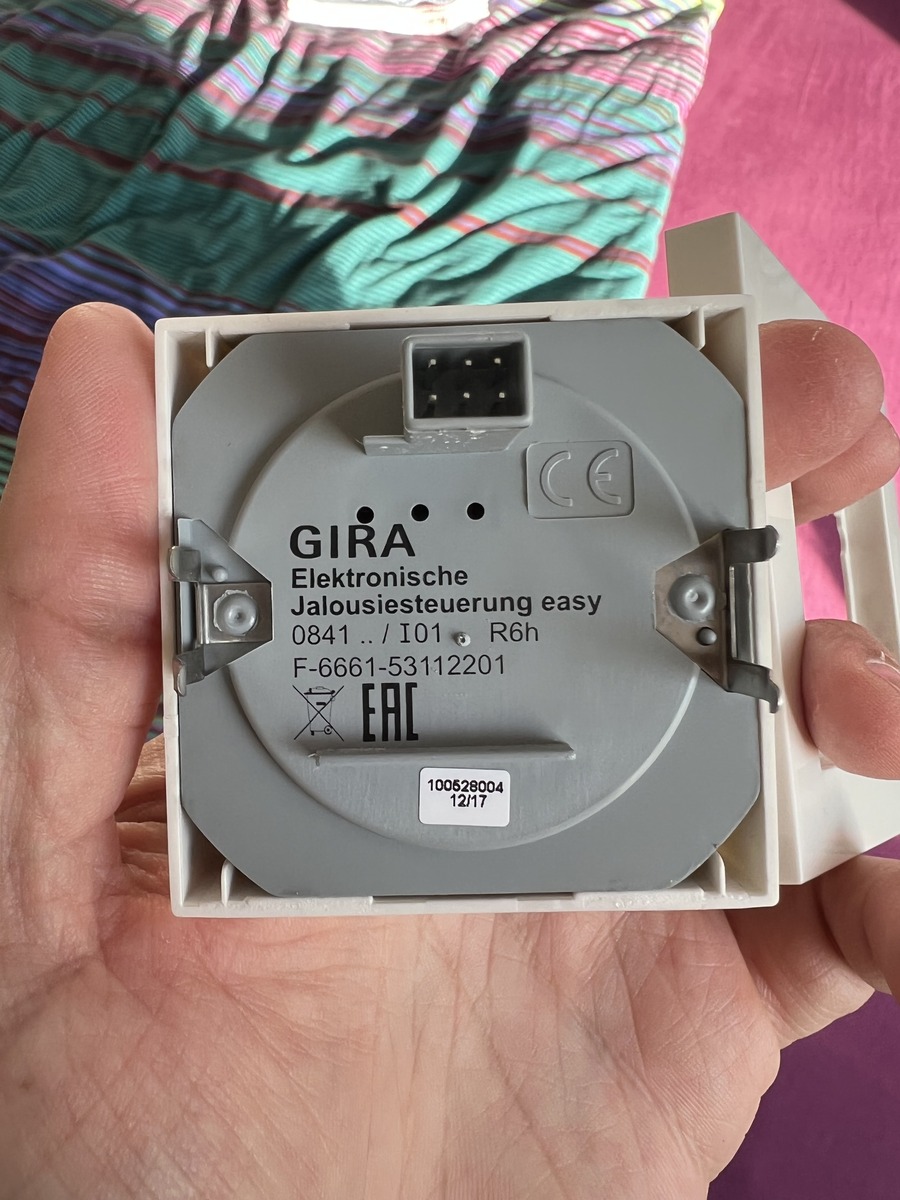 CE
GIRA
Elektronische
Jalousiesteuerung easy
0841 .. / I01 R6h
F-6661-53112201
EAC
100528004
12/17